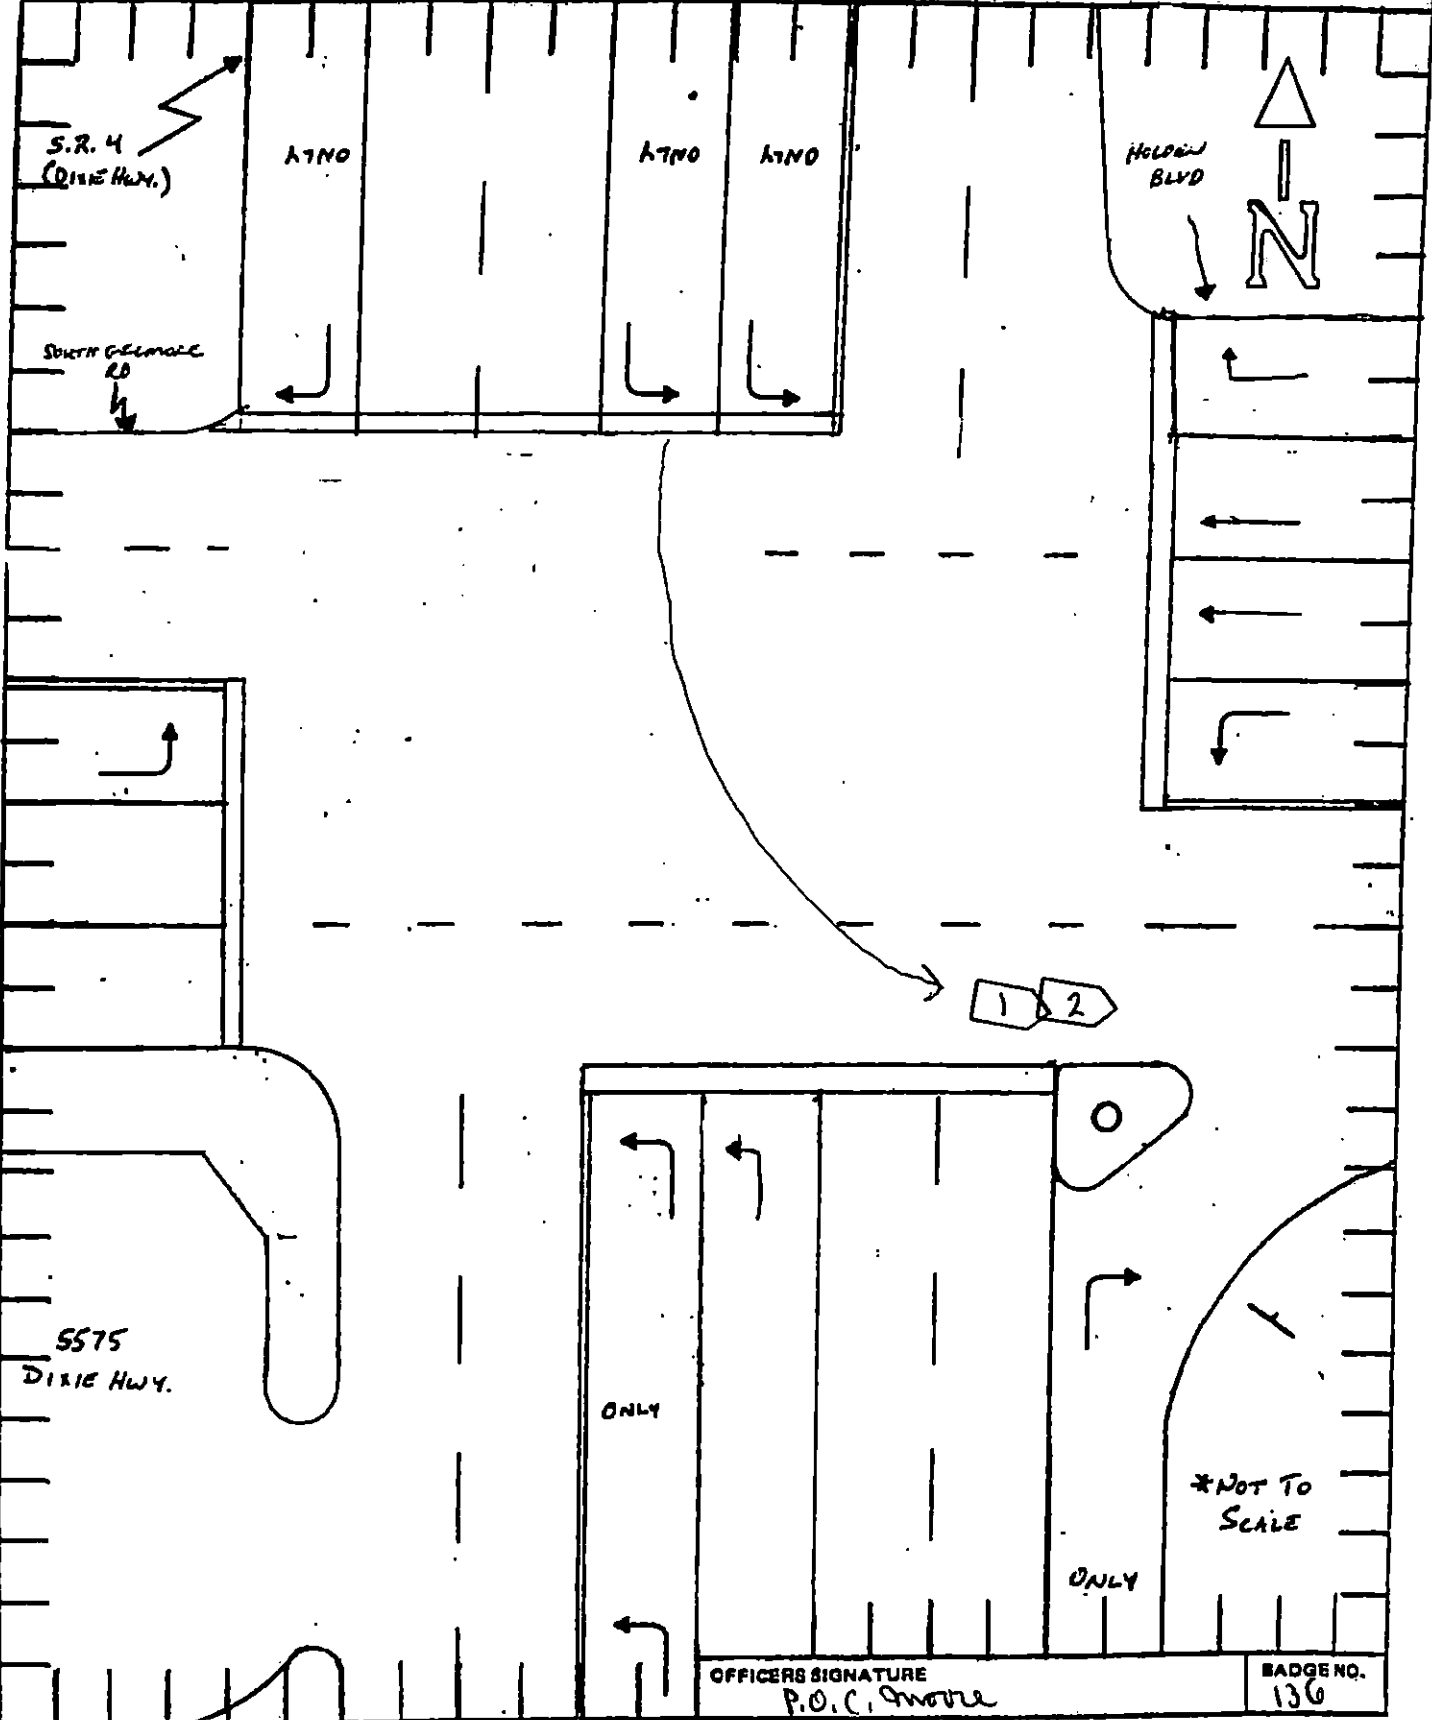 S.R. 4
(DIXIE HWY.)
ONLY
ONLY
ONLY
HOLDEN
BLVD
N
SOUTH GILMORE
RD
1
2
5575
DIXIE HWY.
ONLY
*NOT TO
SCALE
ONLY
OFFICERS SIGNATURE
P.O. C. Moore
BADGE NO.
136